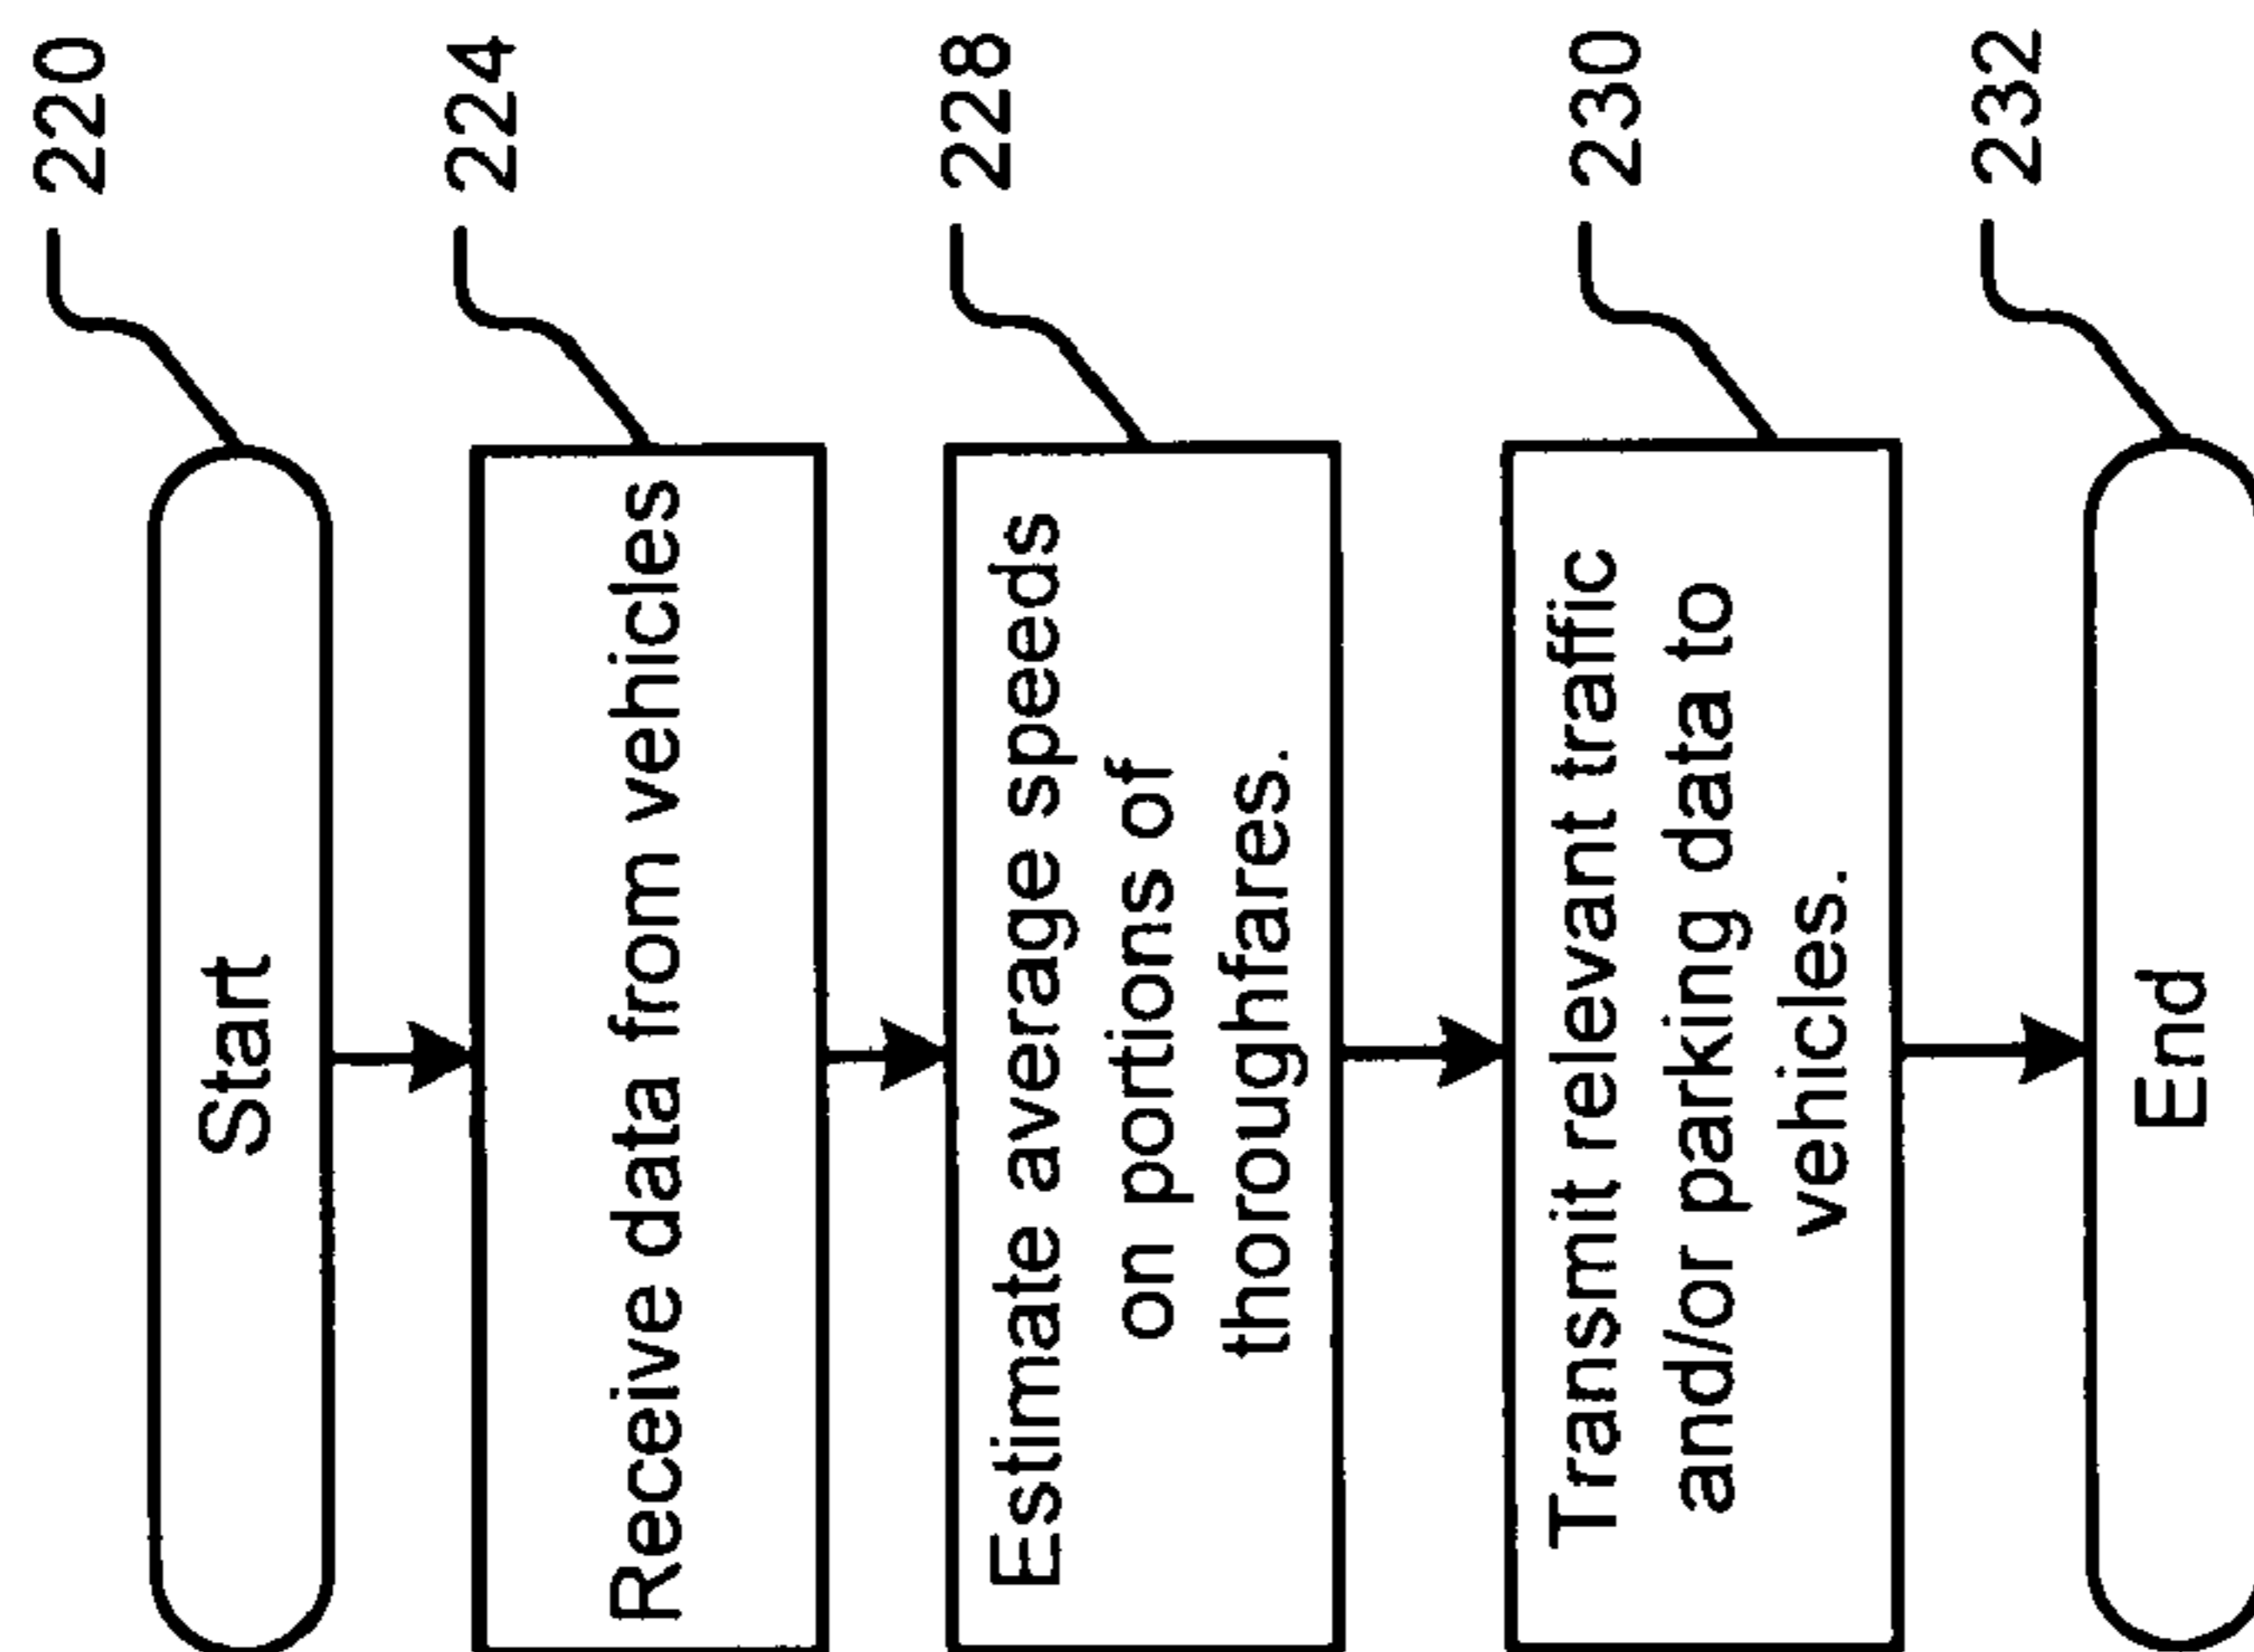 Start
220
Receive data from vehicles
224
Estimate average speeds
on portions of
thoroughfares.
228
Transmit relevant traffic
and/or parking data to
vehicles.
230
End
232